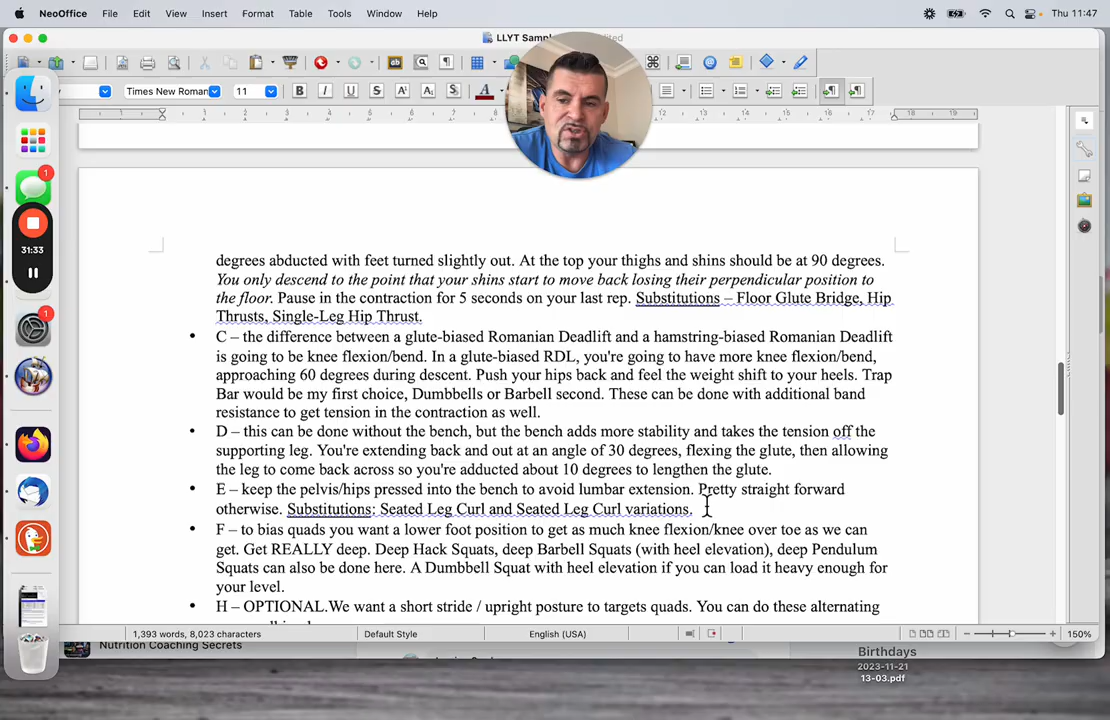 NeoOffice File Edit View Insert Format Table Tools Window Help Thu 11:47
LLYT Samp
Times New Roman 11
1 1 2 3 4 5 6 7 8 12 13 14 15 16 17 18 19
31:33
degrees abducted with feet turned slightly out. At the top your thighs and shins should be at 90 degrees.
You only descend to the point that your shins start to move back losing their perpendicular position to
the floor. Pause in the contraction for 5 seconds on your last rep. Substitutions – Floor Glute Bridge, Hip
Thrusts, Single-Leg Hip Thrust.
• C – the difference between a glute-biased Romanian Deadlift and a hamstring-biased Romanian Deadlift
is going to be knee flexion/bend. In a glute-biased RDL, you're going to have more knee flexion/bend,
approaching 60 degrees during descent. Push your hips back and feel the weight shift to your heels. Trap
Bar would be my first choice, Dumbbells or Barbell second. These can be done with additional band
resistance to get tension in the contraction as well.
• D – this can be done without the bench, but the bench adds more stability and takes the tension off the
supporting leg. You're extending back and out at an angle of 30 degrees, flexing the glute, then allowing
the leg to come back across so you're adducted about 10 degrees to lengthen the glute.
• E – keep the pelvis/hips pressed into the bench to avoid lumbar extension. Pretty straight forward
otherwise. Substitutions: Seated Leg Curl and Seated Leg Curl variations.
• F – to bias quads you want a lower foot position to get as much knee flexion/knee over toe as we can
get. Get REALLY deep. Deep Hack Squats, deep Barbell Squats (with heel elevation), deep Pendulum
Squats can also be done here. A Dumbbell Squat with heel elevation if you can load it heavy enough for
your level.
• H – OPTIONAL.We want a short stride / upright posture to targets quads. You can do these alternating
1,393 words, 8,023 characters Default Style English (USA) 150%
Nutrition Coaching Secrets
Birthdays
2023-11-21
13-03.pdf